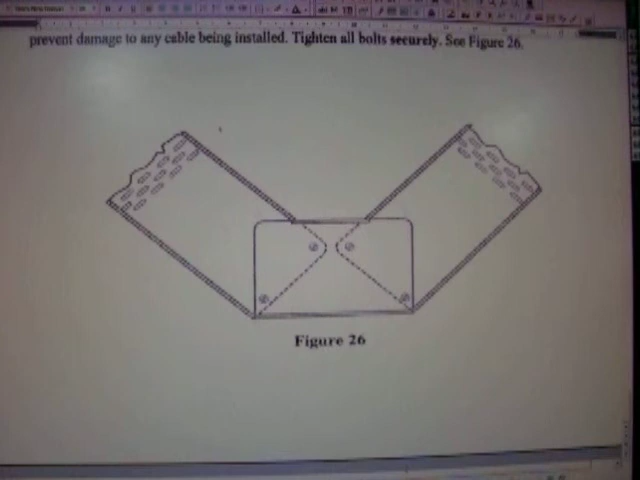 prevent damage to any cable being installed. Tighten all bolts securely. See Figure 26.
Figure 26